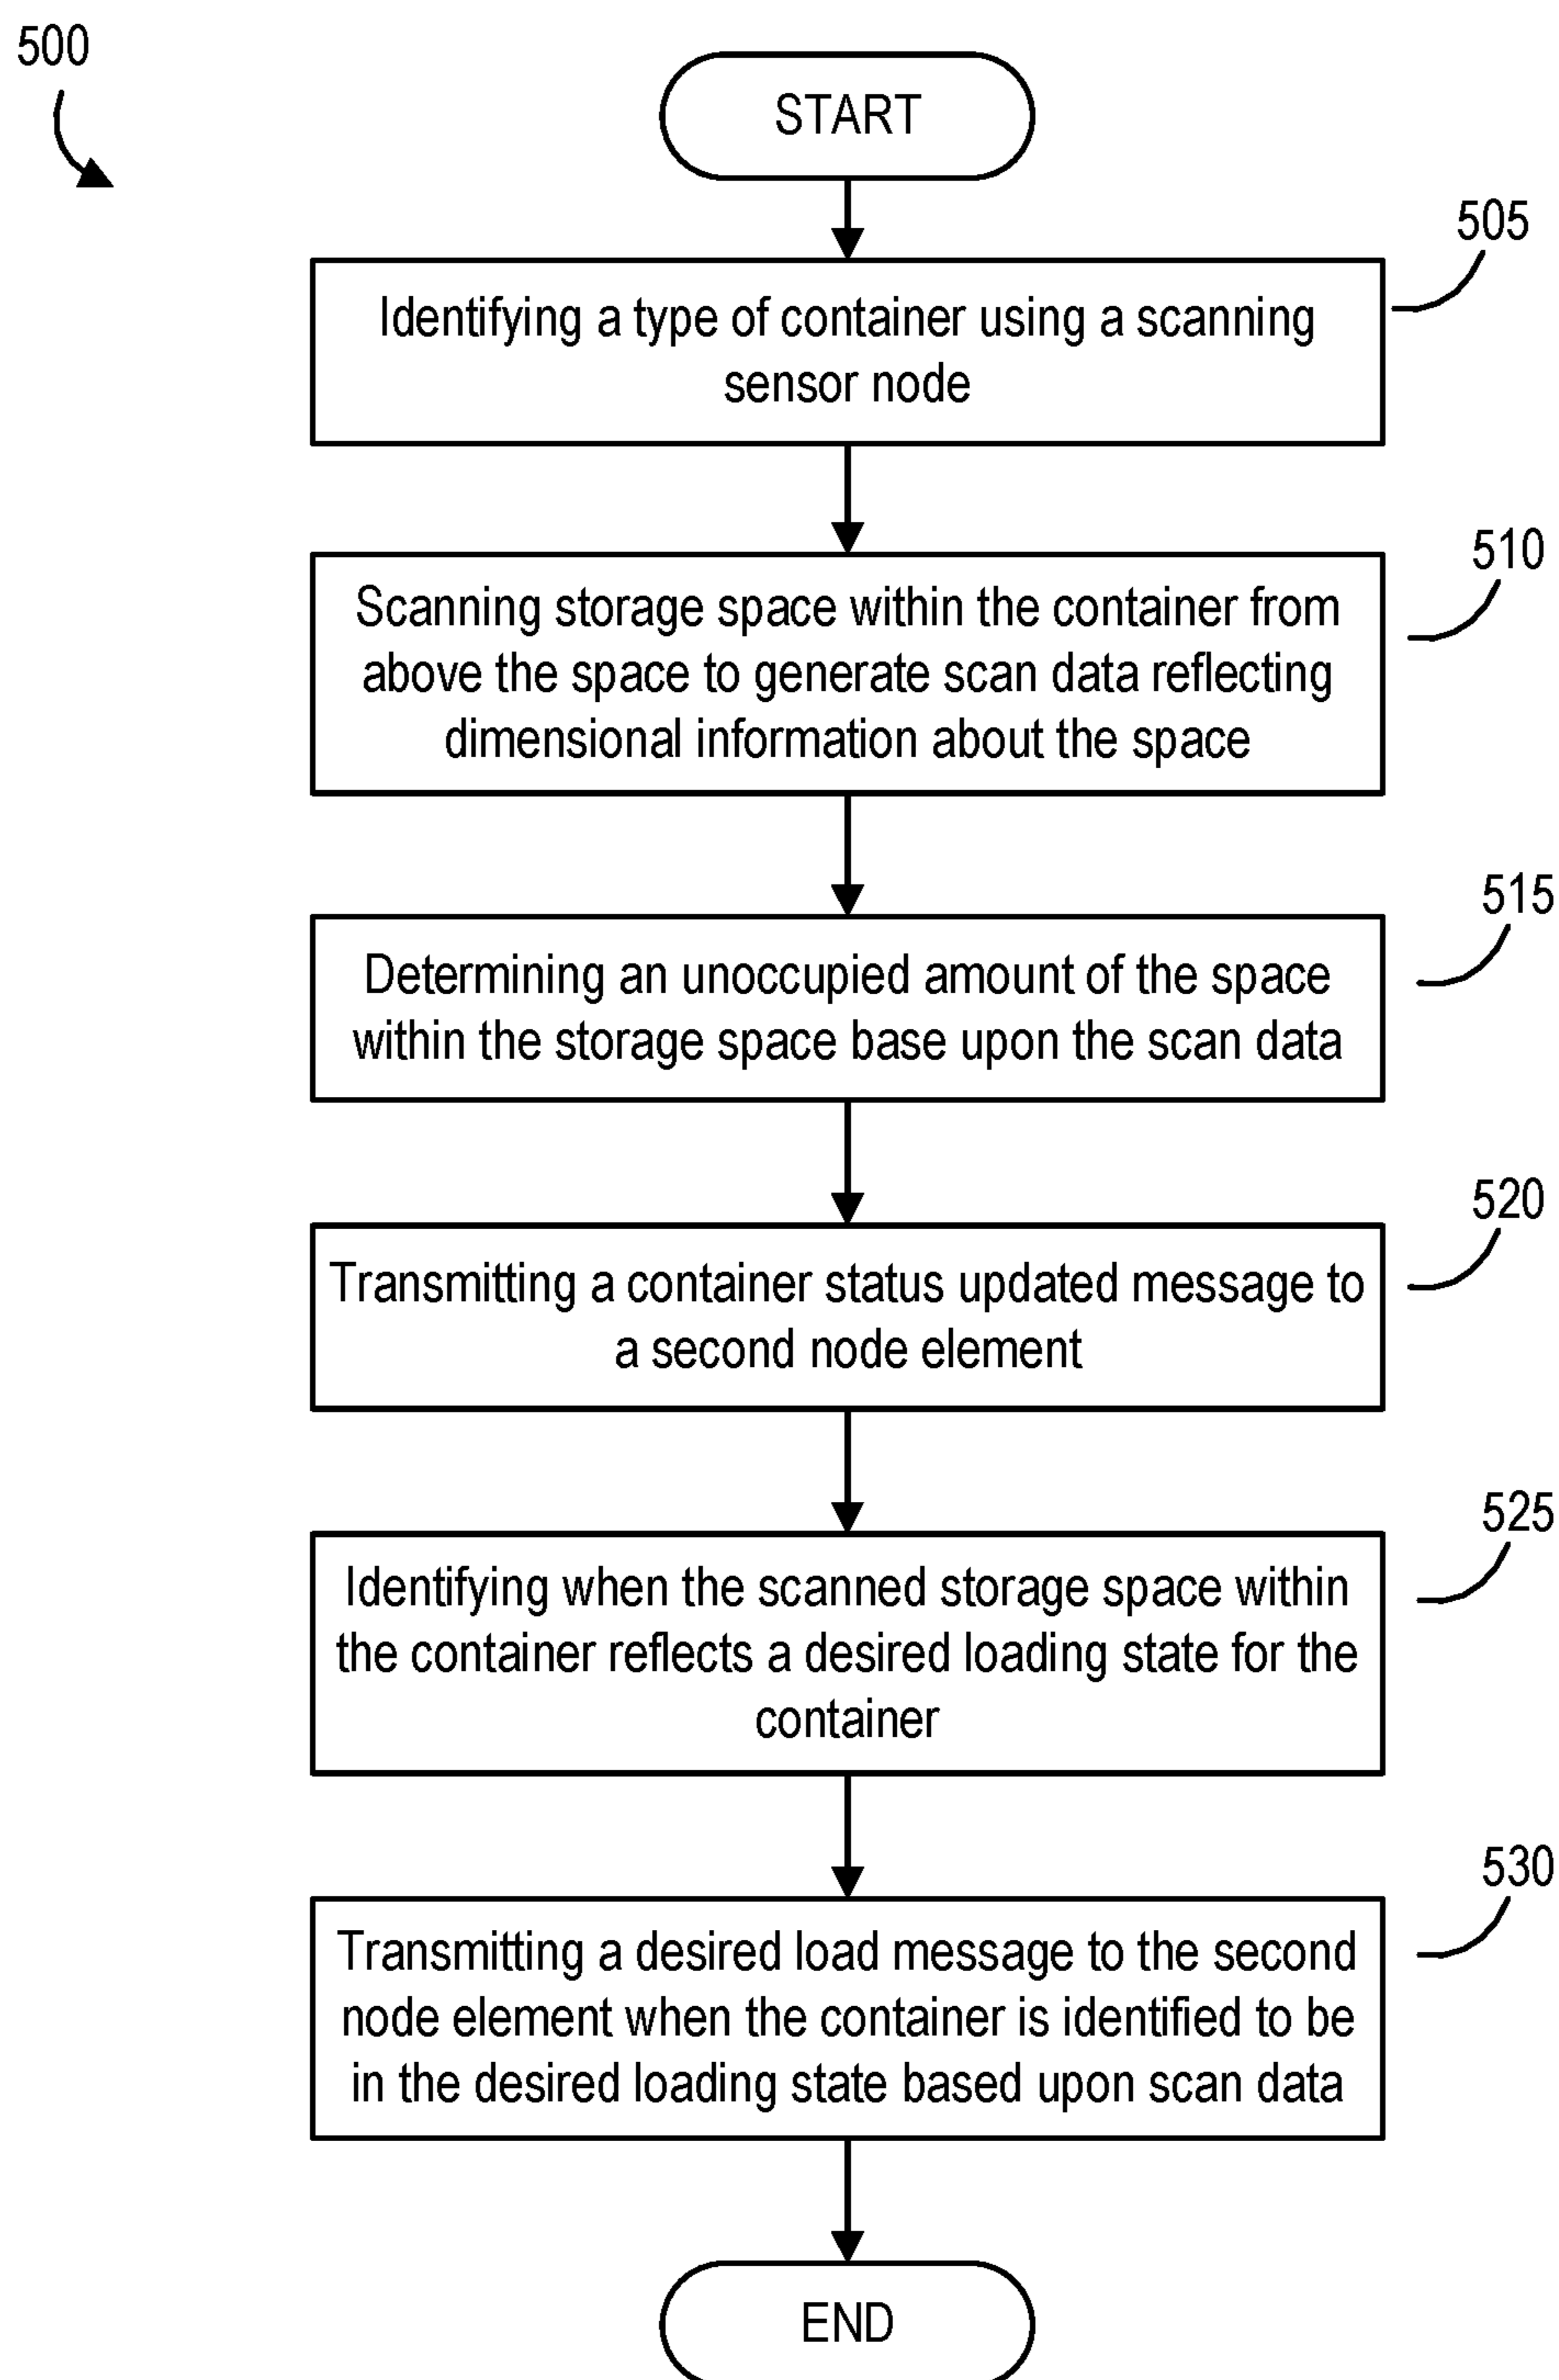 500
START
505
Identifying a type of container using a scanning
sensor node
510
Scanning storage space within the container from
above the space to generate scan data reflecting
dimensional information about the space
515
Determining an unoccupied amount of the space
within the storage space base upon the scan data
520
Transmitting a container status updated message to
a second node element
525
Identifying when the scanned storage space within
the container reflects a desired loading state for the
container
530
Transmitting a desired load message to the second
node element when the container is identified to be
in the desired loading state based upon scan data
END